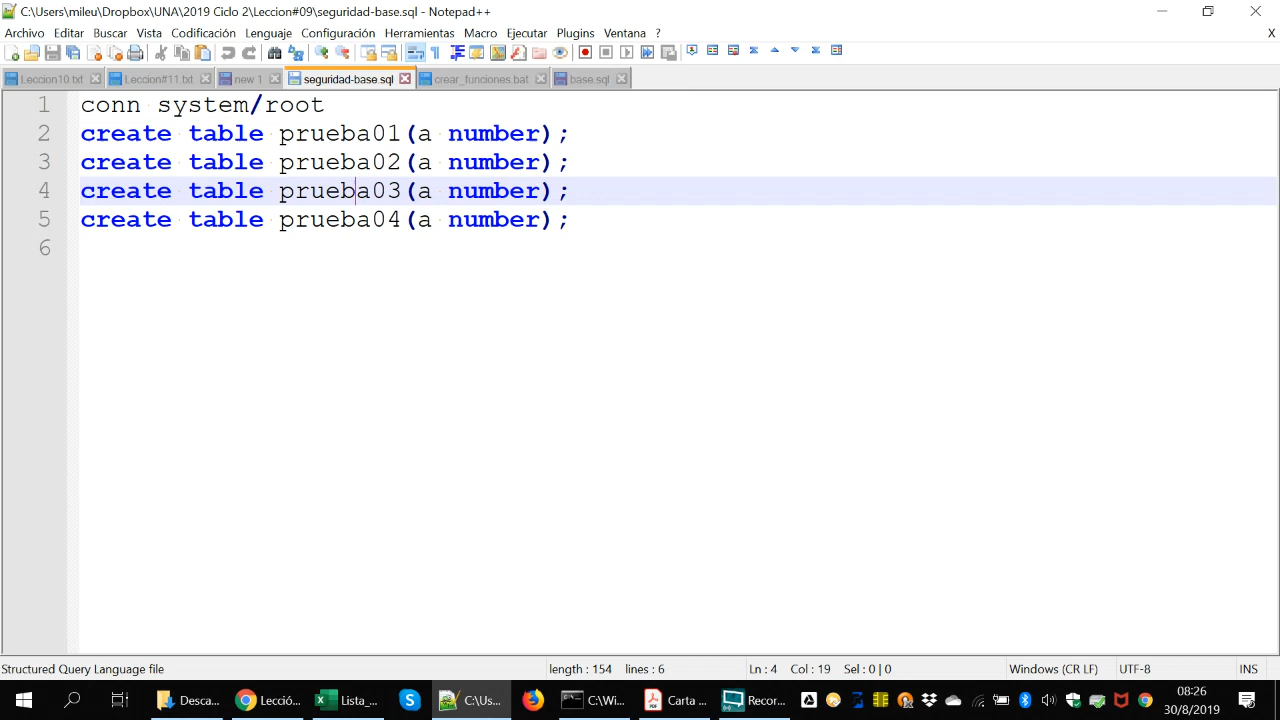 C:\Users\mileu\Dropbox\UNA\2019 Ciclo 2\Leccion#09\seguridad-base.sql - Notepad++
Archivo Editar Buscar Vista Codificación Lenguaje Configuración Herramientas Macro Ejecutar Plugins Ventana ? X
Leccion10.txt Leccion#11.txt new 1 seguridad-base.sql crear_funciones.bat base.sql
1 conn system/root
2 create table prueba01(a number);
3 create table prueba02(a number);
4 create table prueba03(a number);
5 create table prueba04(a number);
6
Structured Query Language file length : 154 lines : 6 Ln : 4 Col : 19 Sel : 0 | 0 Windows (CR LF) UTF-8 INS
Desca... Lecció... Lista_... C:\Us... C:\Wi... Carta ... Recor... 08:26
30/8/2019